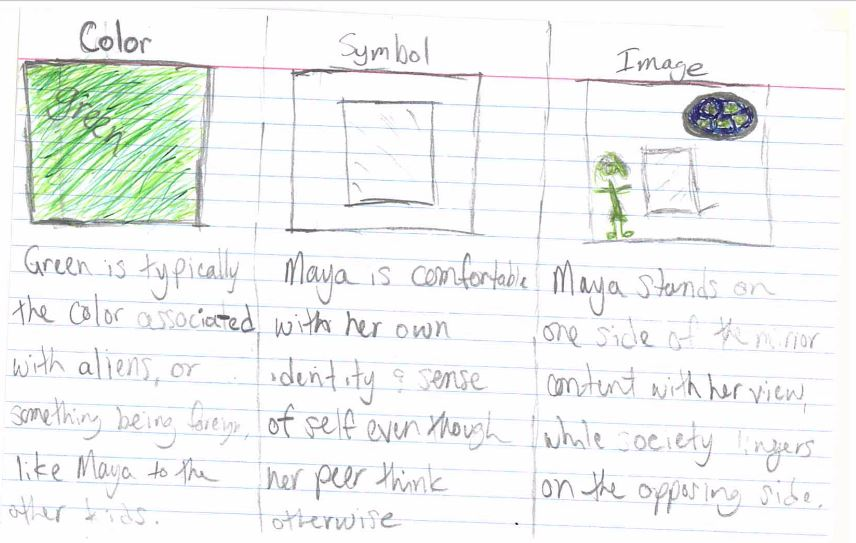 Color
green
Green is typically
the color associated
with aliens, or
something being foreign,
like Maya to the
other kids.
Symbol
Maya is comfortable
with her own
identity & sense
of self even though
her peer think
otherwise
Image
Maya stands on
one side of the mirror
content with her view,
while society lingers
on the opposing side.